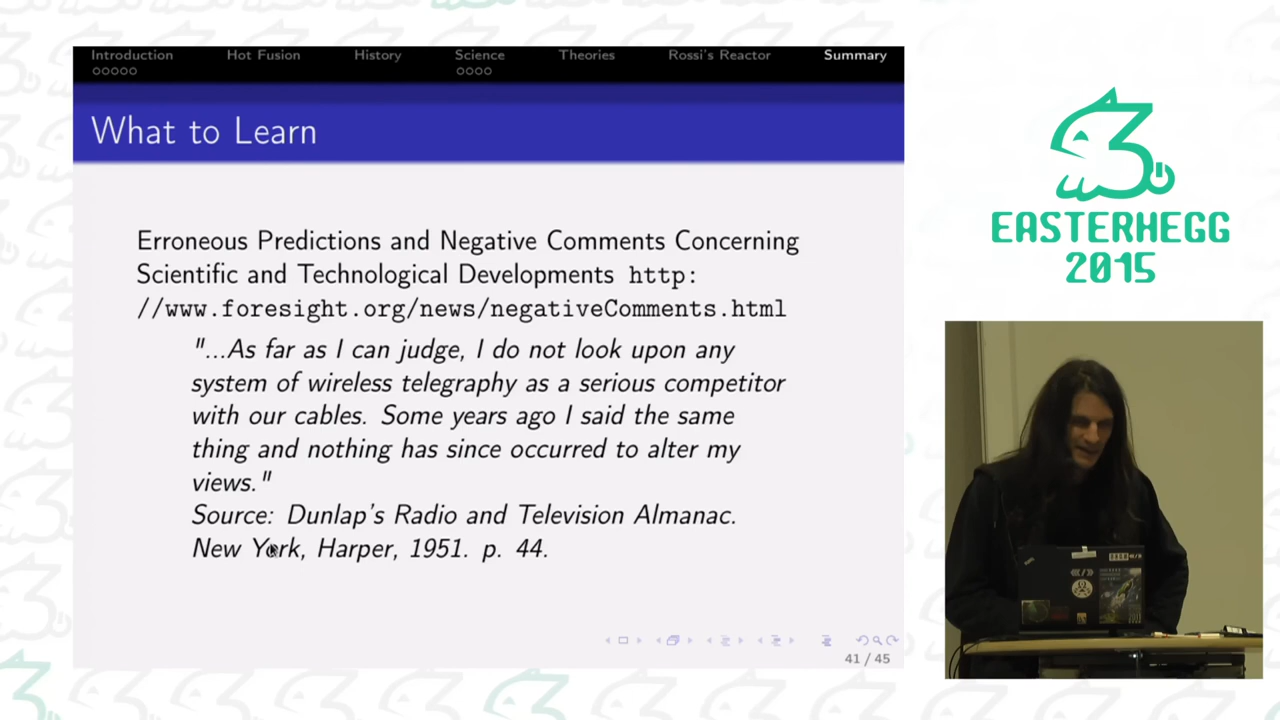 Introduction Hot Fusion History Science Theories Rossi's Reactor Summary
What to Learn
Erroneous Predictions and Negative Comments Concerning
Scientific and Technological Developments http:
//www.foresight.org/news/negativeComments.html
"...As far as I can judge, I do not look upon any
system of wireless telegraphy as a serious competitor
with our cables. Some years ago I said the same
thing and nothing has since occurred to alter my
views."
Source: Dunlap's Radio and Television Almanac.
New York, Harper, 1951. p. 44.
41 / 45
EASTERHEGG
2015